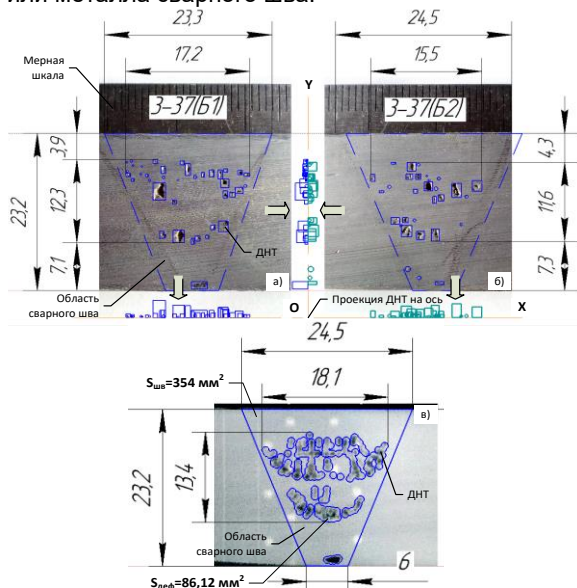 или металла сварного шва.
23,3
24,5
17,2
15,5
Мерная
шкала
Y
3-37(Б1)
3-37(Б2)
3,9
12,3
7,1
23,2
4,3
11,6
7,3
ДНТ
Область
сварного шва
а)
б)
O
Проекция ДНТ на ось
X
24,5
Sшв=354 мм²
18,1
в)
23,2
13,4
ДНТ
Область
сварного шва
6
Sдеф=86,12 мм²